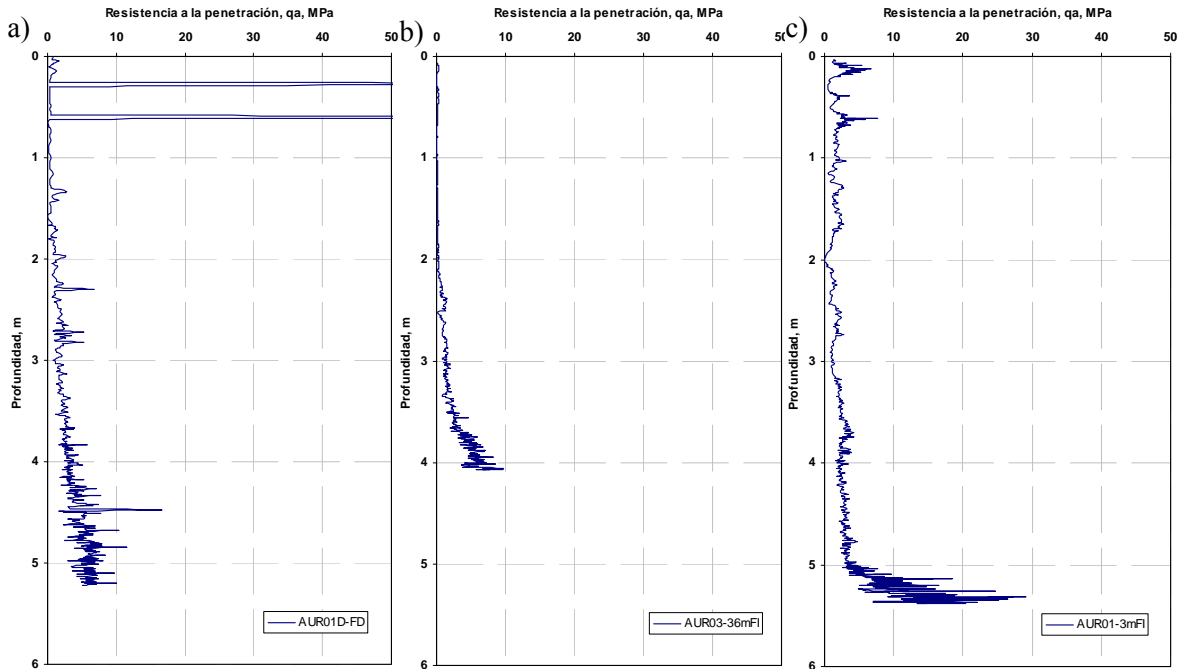 a)
Resistencia a la penetración, qa, MPa
0 10 20 30 40 50
0
1
2
3
4
5
6
Profundidad, m
AUR01D-FD
b)
Resistencia a la penetración, qa, MPa
0 10 20 30 40 50
0
1
2
3
4
5
6
Profundidad, m
AUR03-36mFI
c)
Resistencia a la penetración, qa, MPa
0 10 20 30 40 50
0
1
2
3
4
5
6
Profundidad, m
AUR01-3mFI